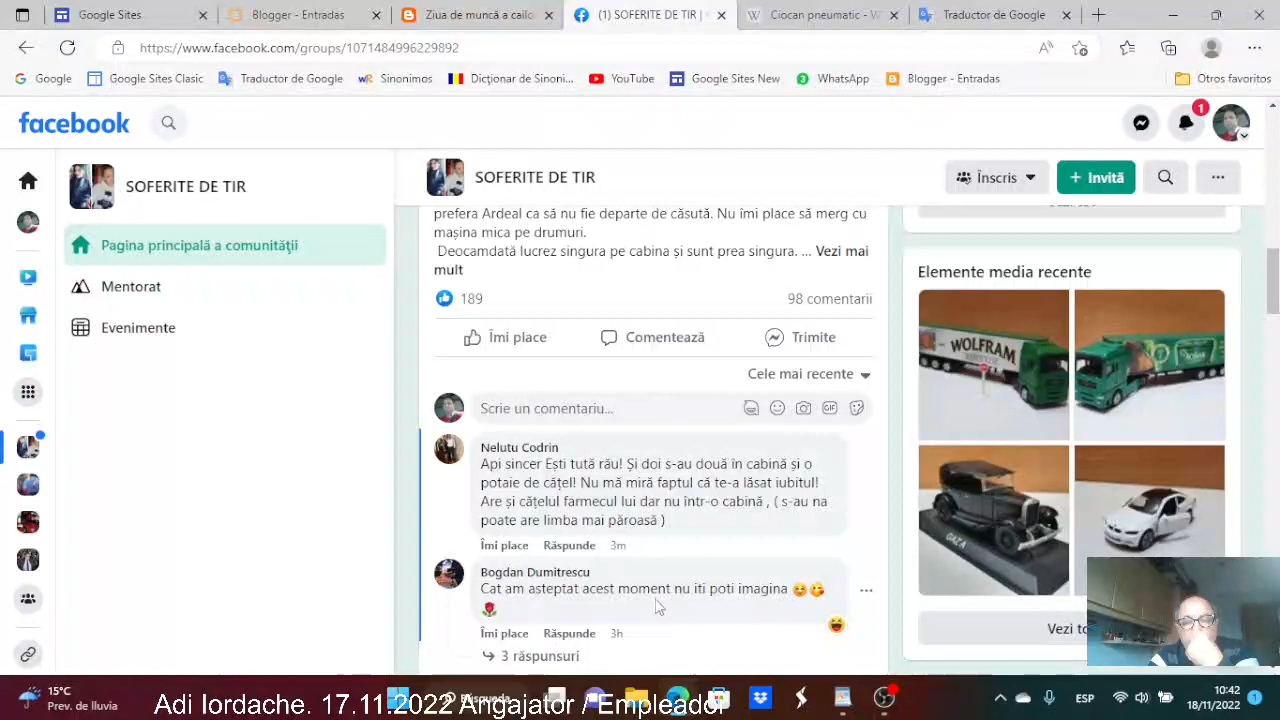 Google Sites
Blogger - Entradas
Ziua de muncă a cailo
(1) SOFERITE DE TIR |
Ciocan pneumatic - W
Traductor de Google
https://www.facebook.com/groups/1071484996229892
Google
Google Sites Clasic
Traductor de Google
Sinonimos
Dicționar de Sinoni...
YouTube
Google Sites New
WhatsApp
Blogger - Entradas
Otros favoritos
facebook
1
SOFERITE DE TIR
SOFERITE DE TIR
Înscris
+ Invită
Pagina principală a comunității
Mentorat
Evenimente
prefera Ardeal ca să nu fie departe de căsută. Nu îmi place să merg cu
mașina mica pe drumuri.
Deocamdată lucrez singura pe cabina și sunt prea singura. ... Vezi mai
mult
189
98 comentarii
Îmi place
Comentează
Trimite
Cele mai recente
Scrie un comentariu...
GIF
Nelutu Codrin
Api sincer Ești tută rău! Și doi s-au două în cabină și o
potaie de cățel! Nu mă miră faptul că te-a lăsat iubitul!
Are și cățelul farmecul lui dar nu într-o cabină , ( s-au na
poate are limba mai păroasă )
Îmi place Răspunde 3m
Bogdan Dumitrescu
Cat am asteptat acest moment nu iti poti imagina
Îmi place Răspunde 3h
3 răspunsuri
Elemente media recente
WOLFRAM
GAZ A
Vezi to
15°C
Prev. de lluvia
Búsqueda
Adi Iordache. 17.11.2022 Angajator / Empleador
ESP
10:42
18/11/2022
1